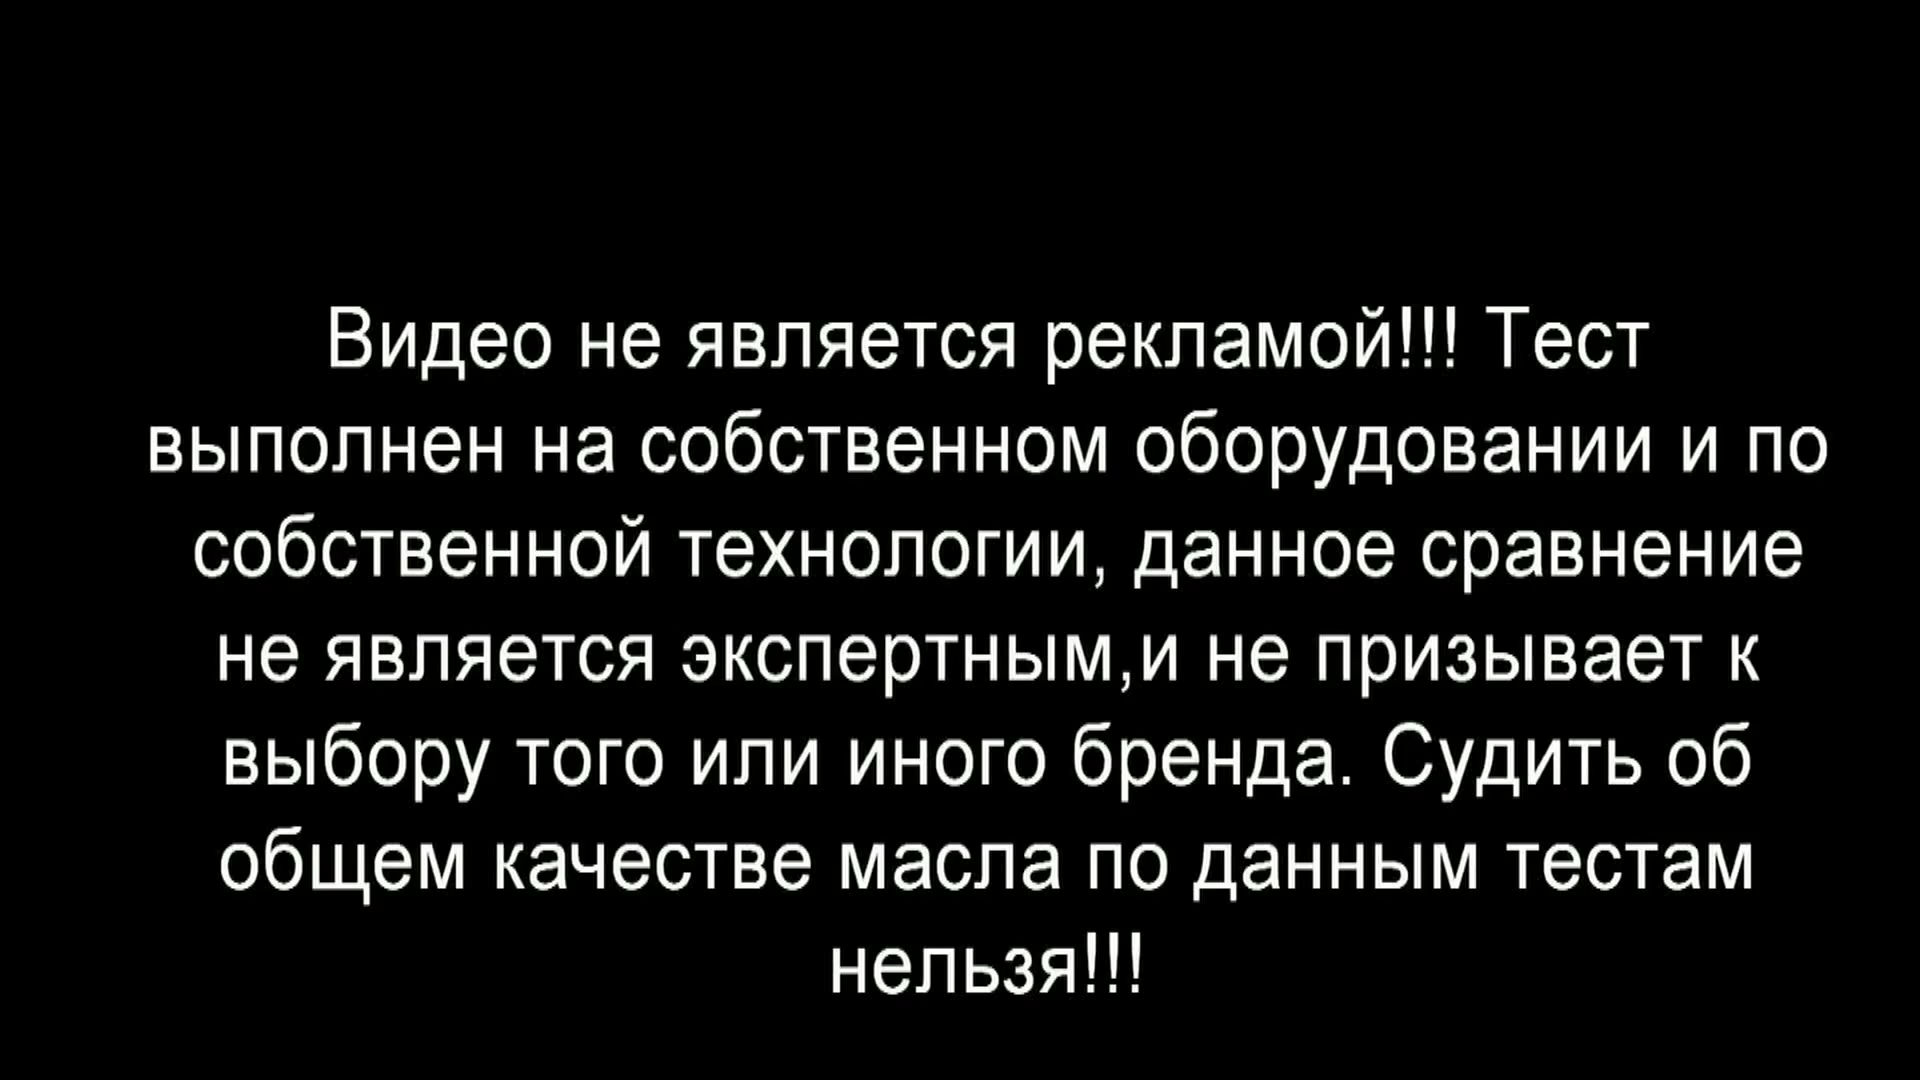 Видео не является рекламой!!! Тест
выполнен на собственном оборудовании и по
собственной технологии, данное сравнение
не является экспертным,и не призывает к
выбору того или иного бренда. Судить об
общем качестве масла по данным тестам
нельзя!!!